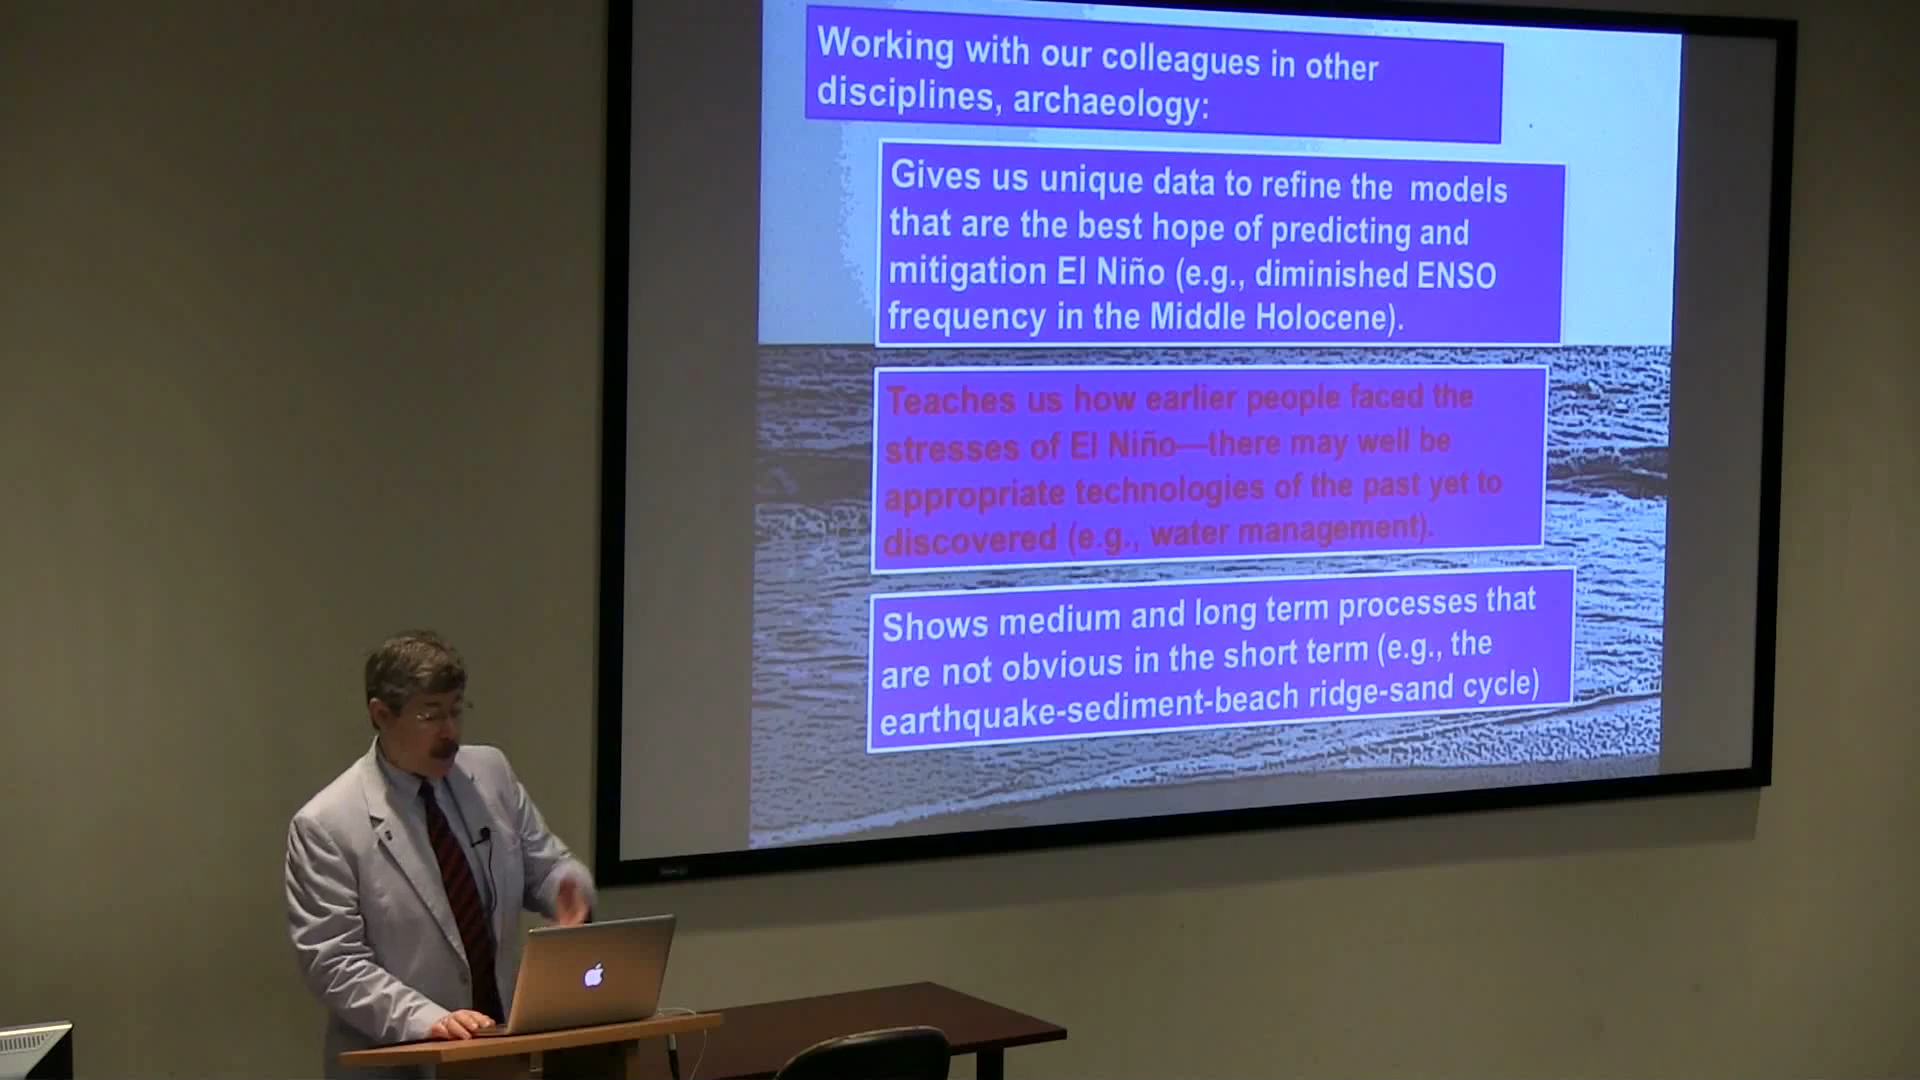 Working with our colleagues in other
disciplines, archaeology:
Gives us unique data to refine the models
that are the best hope of predicting and
mitigation El Niño (e.g., diminished ENSO
frequency in the Middle Holocene).
Teaches us how earlier people faced the
stresses of El Niño—there may well be
appropriate technologies of the past yet to
discovered (e.g., water management).
Shows medium and long term processes that
are not obvious in the short term (e.g., the
earthquake-sediment-beach ridge-sand cycle)